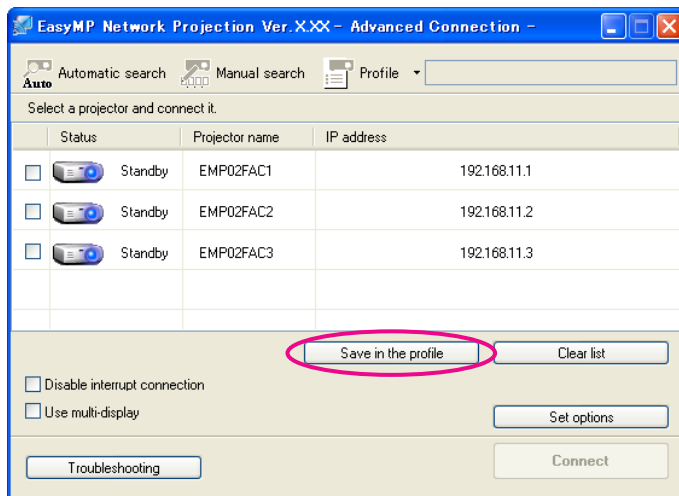 EasyMP Network Projection Ver.X.XX - Advanced Connection -
Auto Automatic search Manual search Profile
Select a projector and connect it.
Status Projector name IP address
Standby EMP02FAC1 192.168.11.1
Standby EMP02FAC2 192.168.11.2
Standby EMP02FAC3 192.168.11.3
Save in the profile Clear list
Disable interrupt connection
Use multi-display
Set options
Troubleshooting Connect